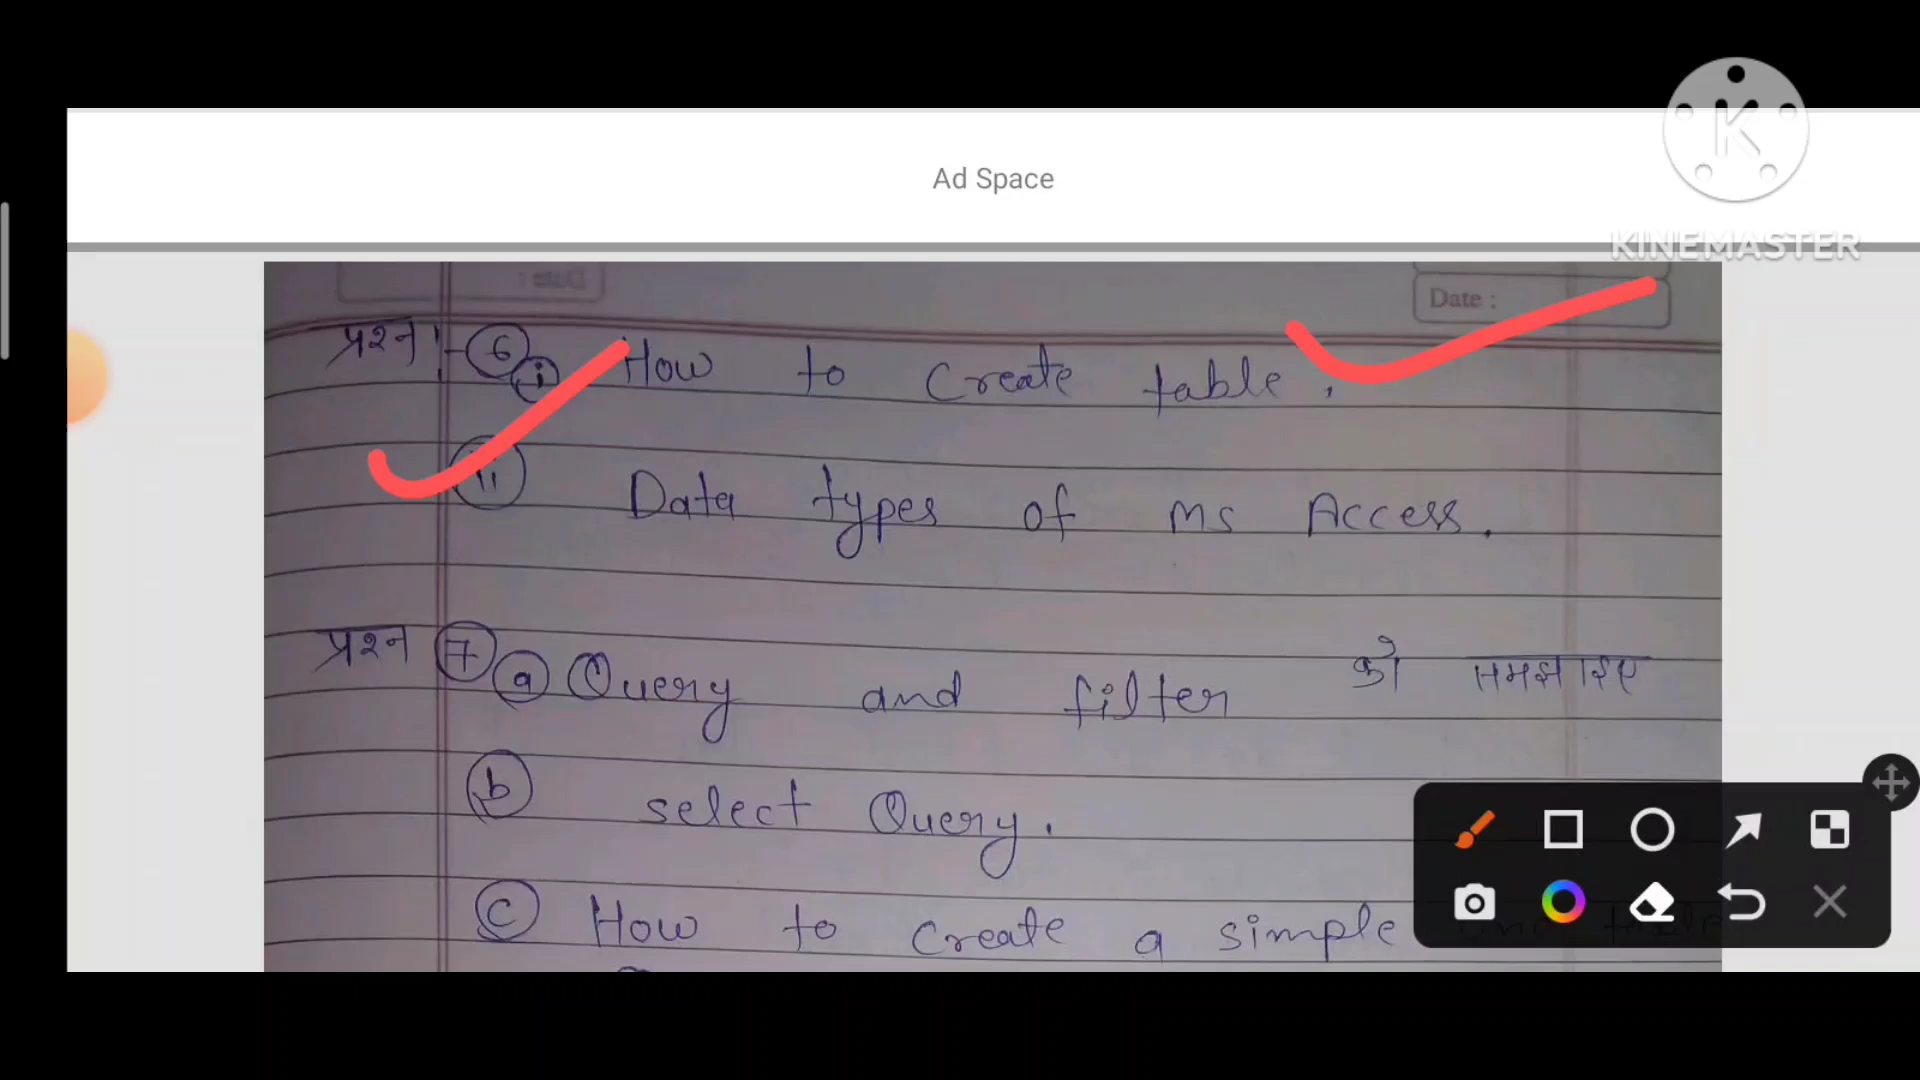 Ad Space
KINEMASTER
Date :
प्रश्न :- 6 i How to Create table.
ii Data types of MS Access.
प्रश्न 7 a Query and filter को समझाइए
b select Query.
c How to Create a simple